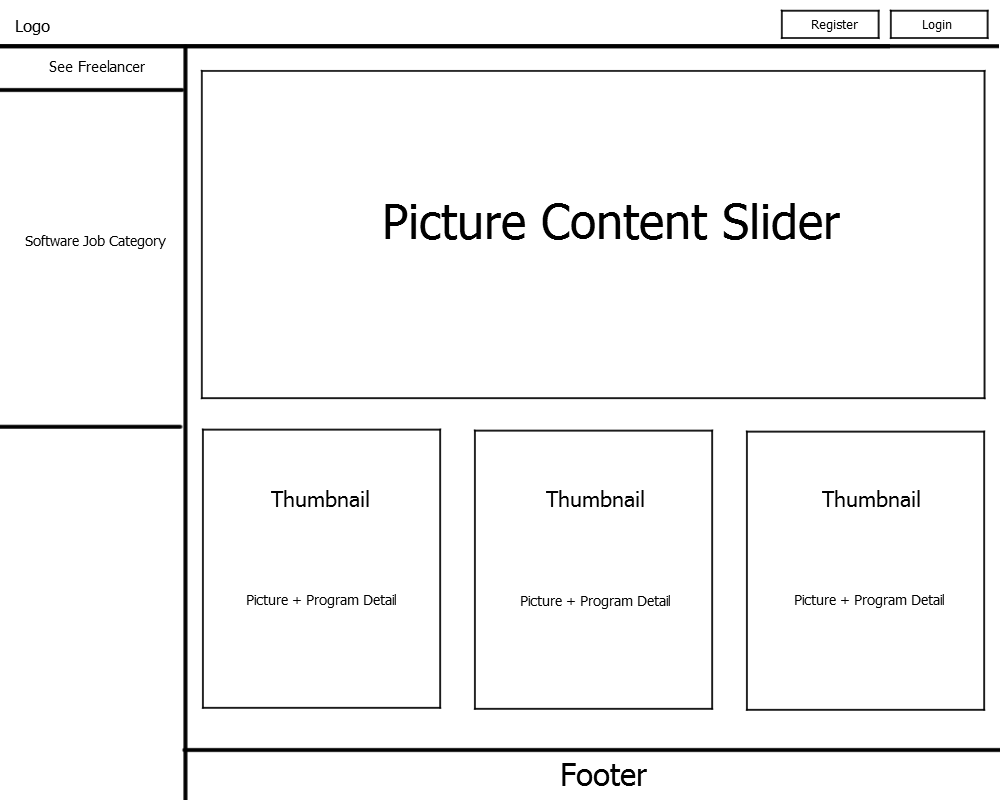 Logo
Register
Login
See Freelancer
Software Job Category
Picture Content Slider
Thumbnail
Thumbnail
Thumbnail
Picture + Program Detail
Picture + Program Detail
Picture + Program Detail
Footer